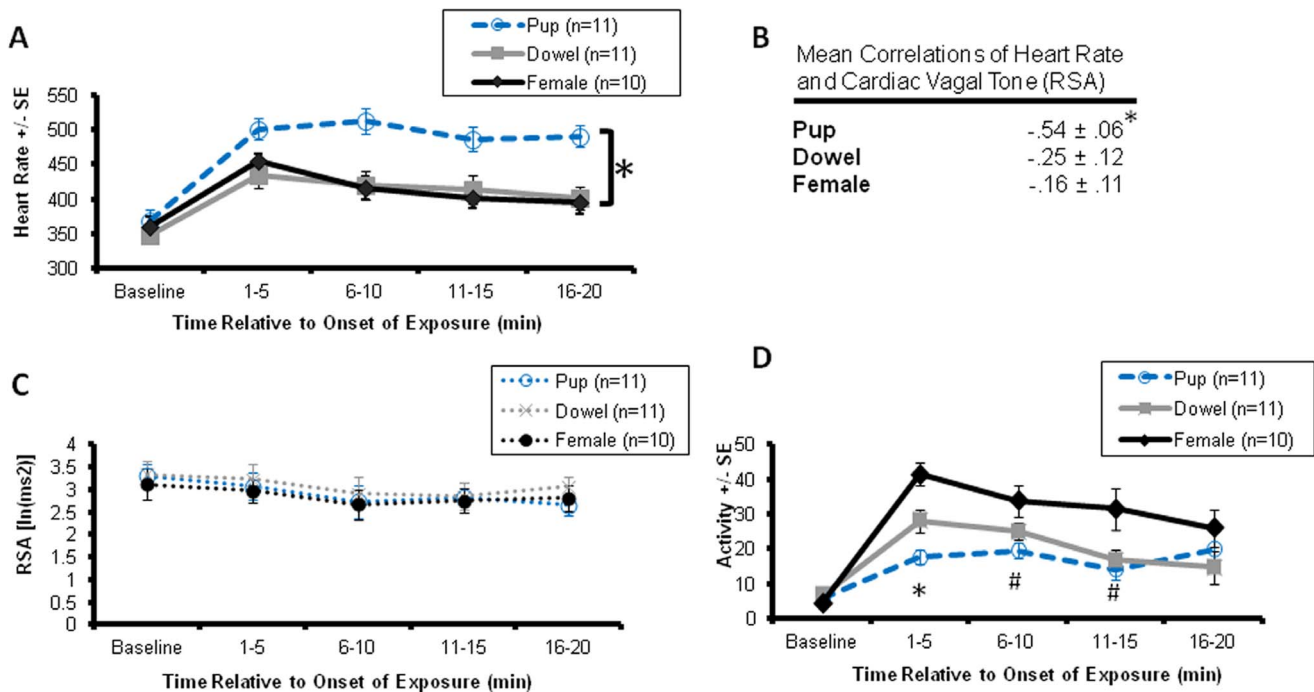 A
Pup (n=11)
Dowel (n=11)
Female (n=10)
Heart Rate +/- SE
550
500
450
400
350
300
Baseline 1-5 6-10 11-15 16-20
Time Relative to Onset of Exposure (min)
*
B
Mean Correlations of Heart Rate
and Cardiac Vagal Tone (RSA)
Pup -.54 ± .06*
Dowel -.25 ± .12
Female -.16 ± .11
C
Pup (n=11)
Dowel (n=11)
Female (n=10)
RSA [ln(ms2)]
4
3.5
3
2.5
2
1.5
1
0.5
0
Baseline 1-5 6-10 11-15 16-20
Time Relative to Onset of Exposure (min)
D
Pup (n=11)
Dowel (n=11)
Female (n=10)
Activity +/- SE
50
40
30
20
10
0
* # #
Baseline 1-5 6-10 11-15 16-20
Time Relative to Onset of Exposure (min)